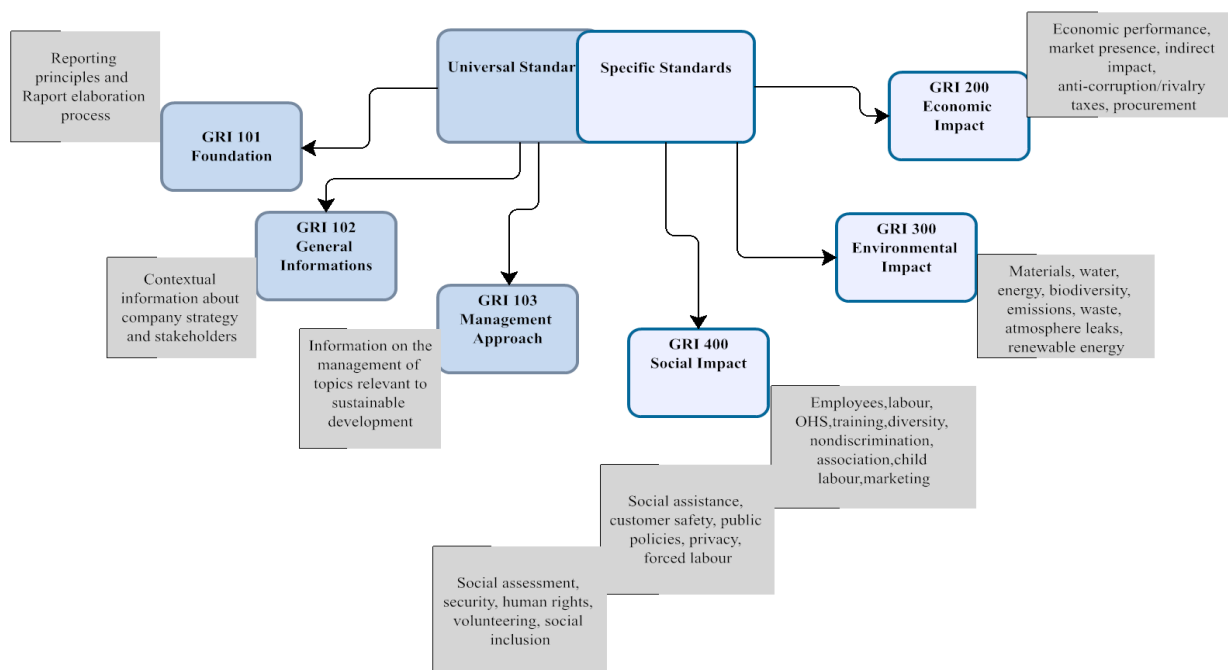 Reporting
principles and
Raport elaboration
process
GRI 101
Foundation
Universal Standar
Specific Standards
GRI 200
Economic
Impact
Economic performance,
market presence, indirect
impact,
anti-corruption/rivalry
taxes, procurement
GRI 102
General
Informations
Contextual
information about
company strategy
and stakeholders
GRI 103
Management
Approach
Information on the
management of
topics relevant to
sustainable
development
GRI 300
Environmental
Impact
Materials, water,
energy, biodiversity,
emissions, waste,
atmosphere leaks,
renewable energy
GRI 400
Social Impact
Employees,labour,
OHS,training,diversity,
nondiscrimination,
association,child
labour,marketing
Social assistance,
customer safety, public
policies, privacy,
forced labour
Social assessment,
security, human rights,
volunteering, social
inclusion